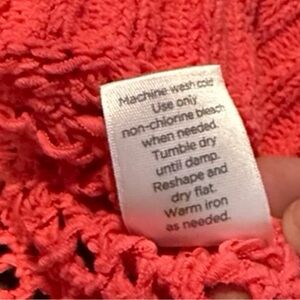 Machine wash cold
Use only
non-chlorine bleach
when needed.
Tumble dry
until damp.
Reshape and
dry flat.
Warm iron
as needed.